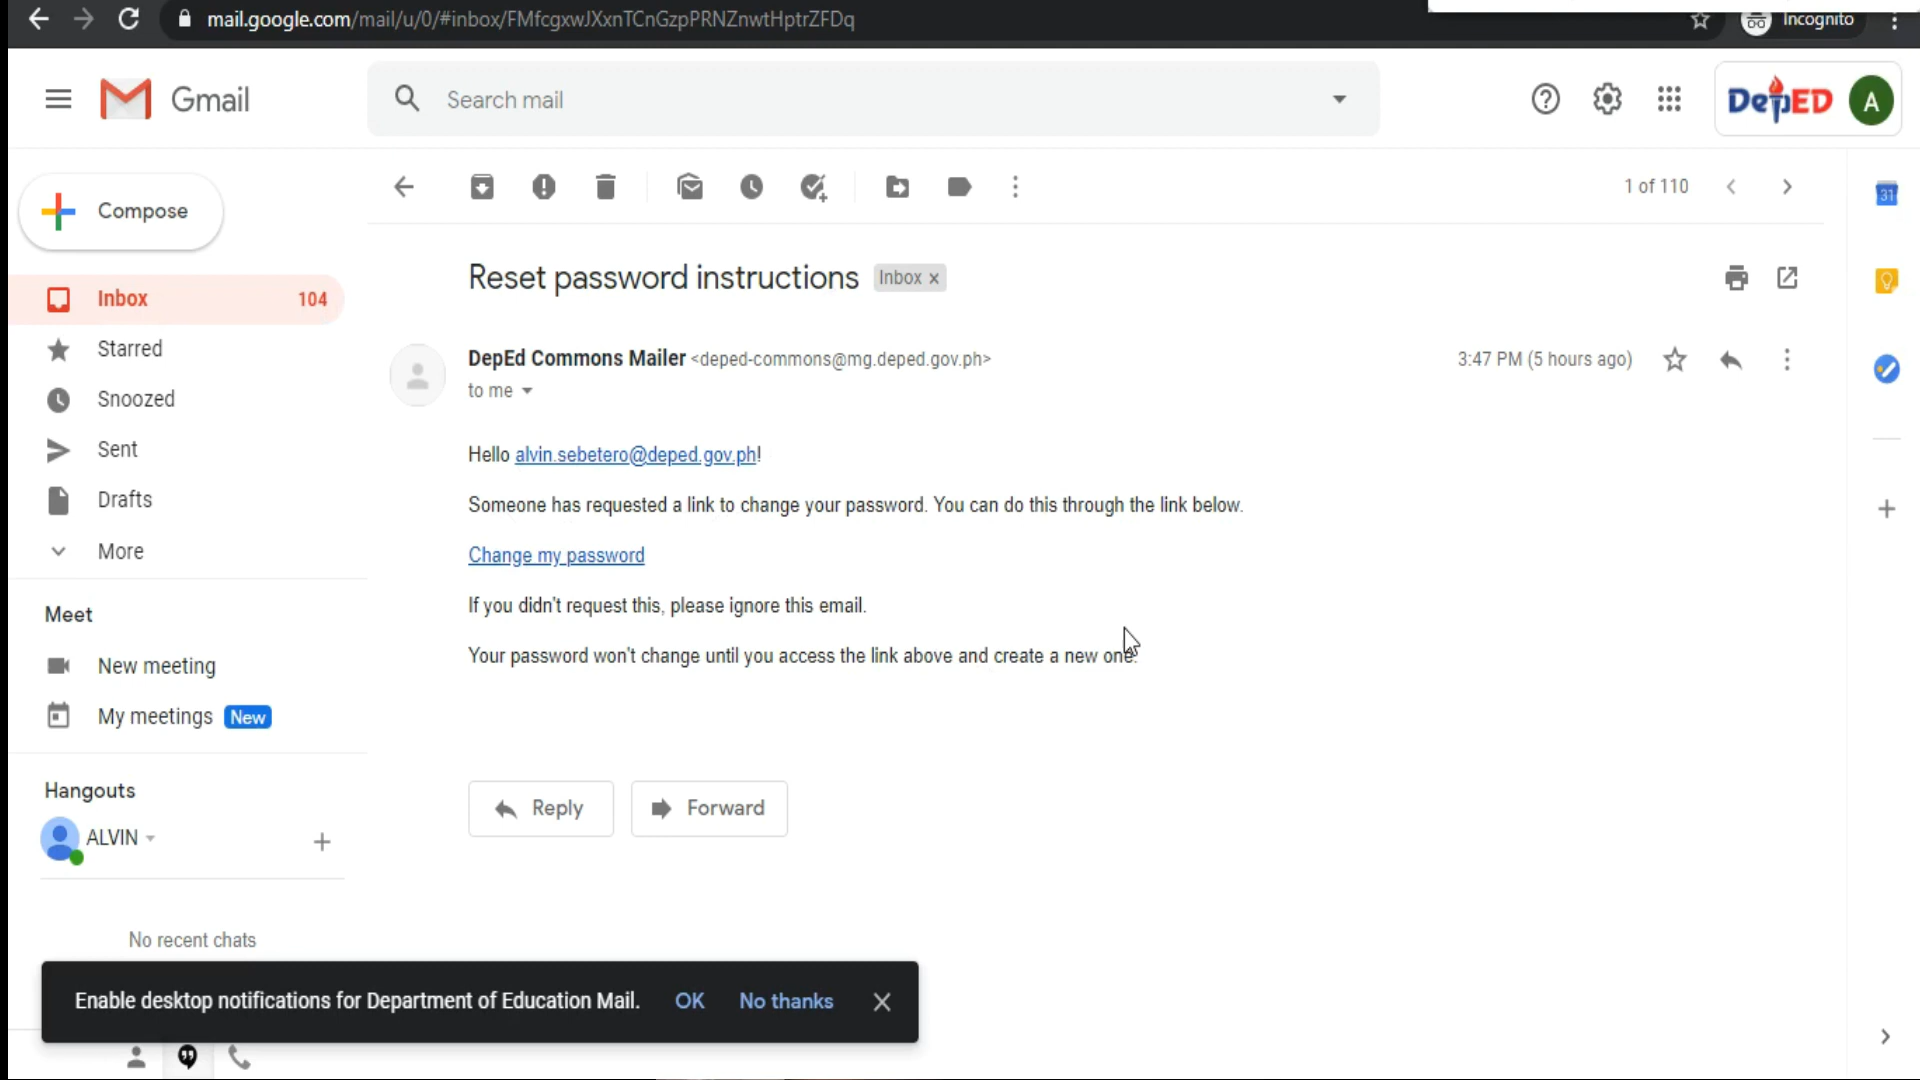 mail.google.com/mail/u/0/#inbox/FMfcgxwJXxnTCnGzpPRNZnwtHptrZFDq
Incognito
Gmail
Search mail
DepED
A
Compose
1 of 110
31
Inbox 104
Starred
Snoozed
Sent
Drafts
More
Reset password instructions Inbox x
DepEd Commons Mailer <deped-commons@mg.deped.gov.ph>
3:47 PM (5 hours ago)
to me
Hello alvin.sebetero@deped.gov.ph!
Someone has requested a link to change your password. You can do this through the link below.
Change my password
If you didn't request this, please ignore this email.
Your password won't change until you access the link above and create a new one.
Meet
New meeting
My meetings New
Hangouts
ALVIN
Reply
Forward
No recent chats
Enable desktop notifications for Department of Education Mail. OK No thanks